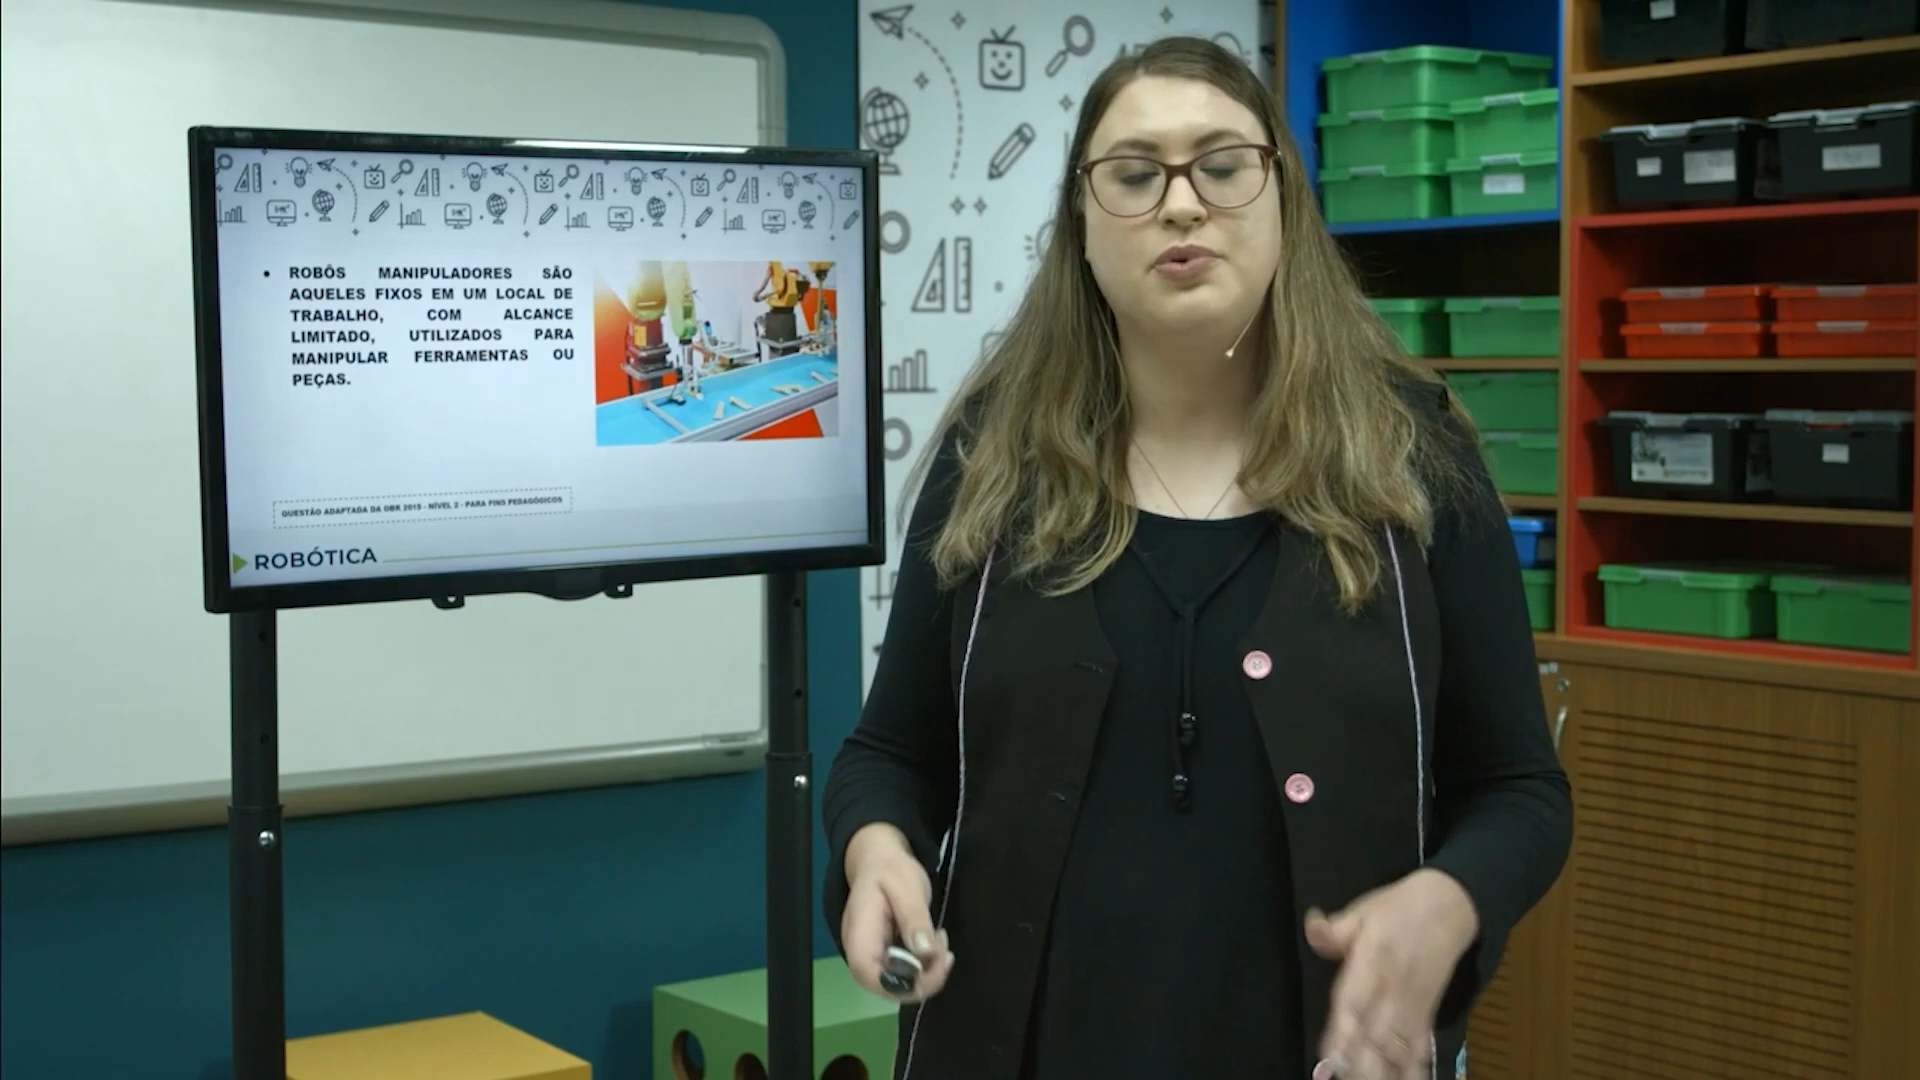 • ROBÔS MANIPULADORES SÃO
AQUELES FIXOS EM UM LOCAL DE
TRABALHO, COM ALCANCE
LIMITADO, UTILIZADOS PARA
MANIPULAR FERRAMENTAS OU
PEÇAS.
QUESTÃO ADAPTADA DA OBR 2015 - NÍVEL 2 - PARA FINS PEDAGÓGICOS
ROBÓTICA